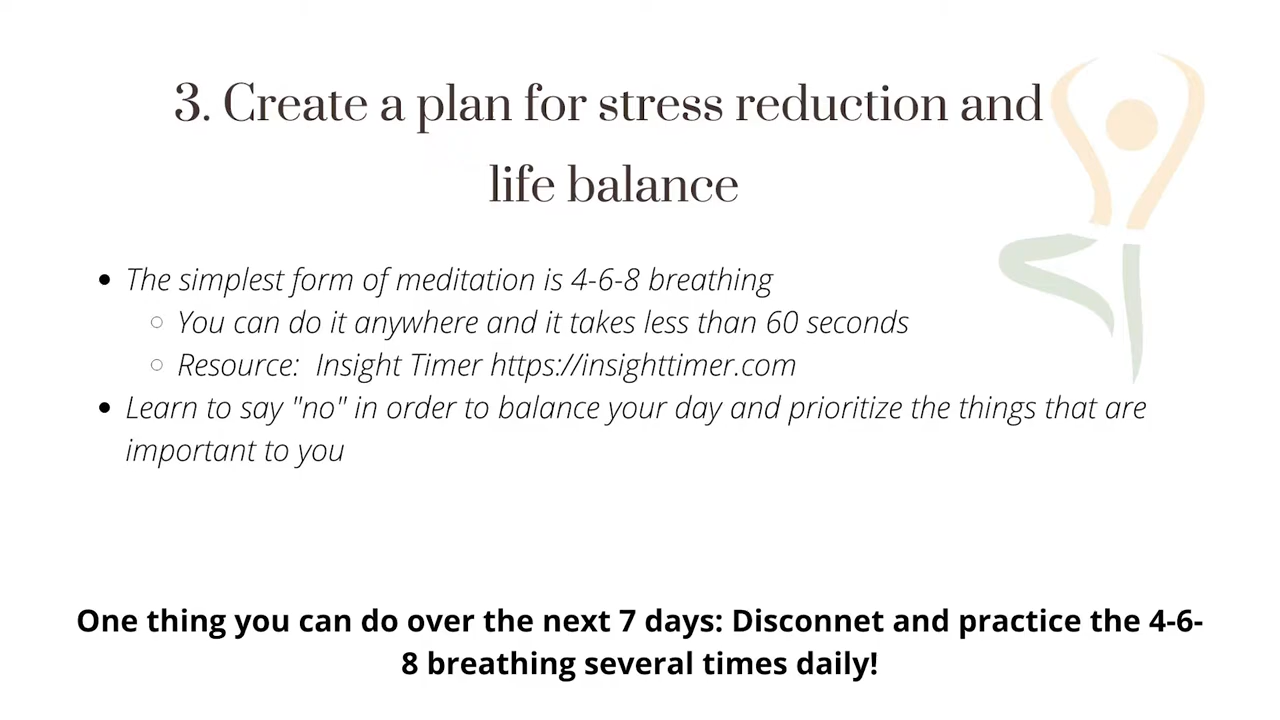 3. Create a plan for stress reduction and
life balance
• The simplest form of meditation is 4-6-8 breathing
○ You can do it anywhere and it takes less than 60 seconds
○ Resource:  Insight Timer https://insighttimer.com
• Learn to say "no" in order to balance your day and prioritize the things that are
important to you
One thing you can do over the next 7 days: Disconnet and practice the 4-6-
8 breathing several times daily!